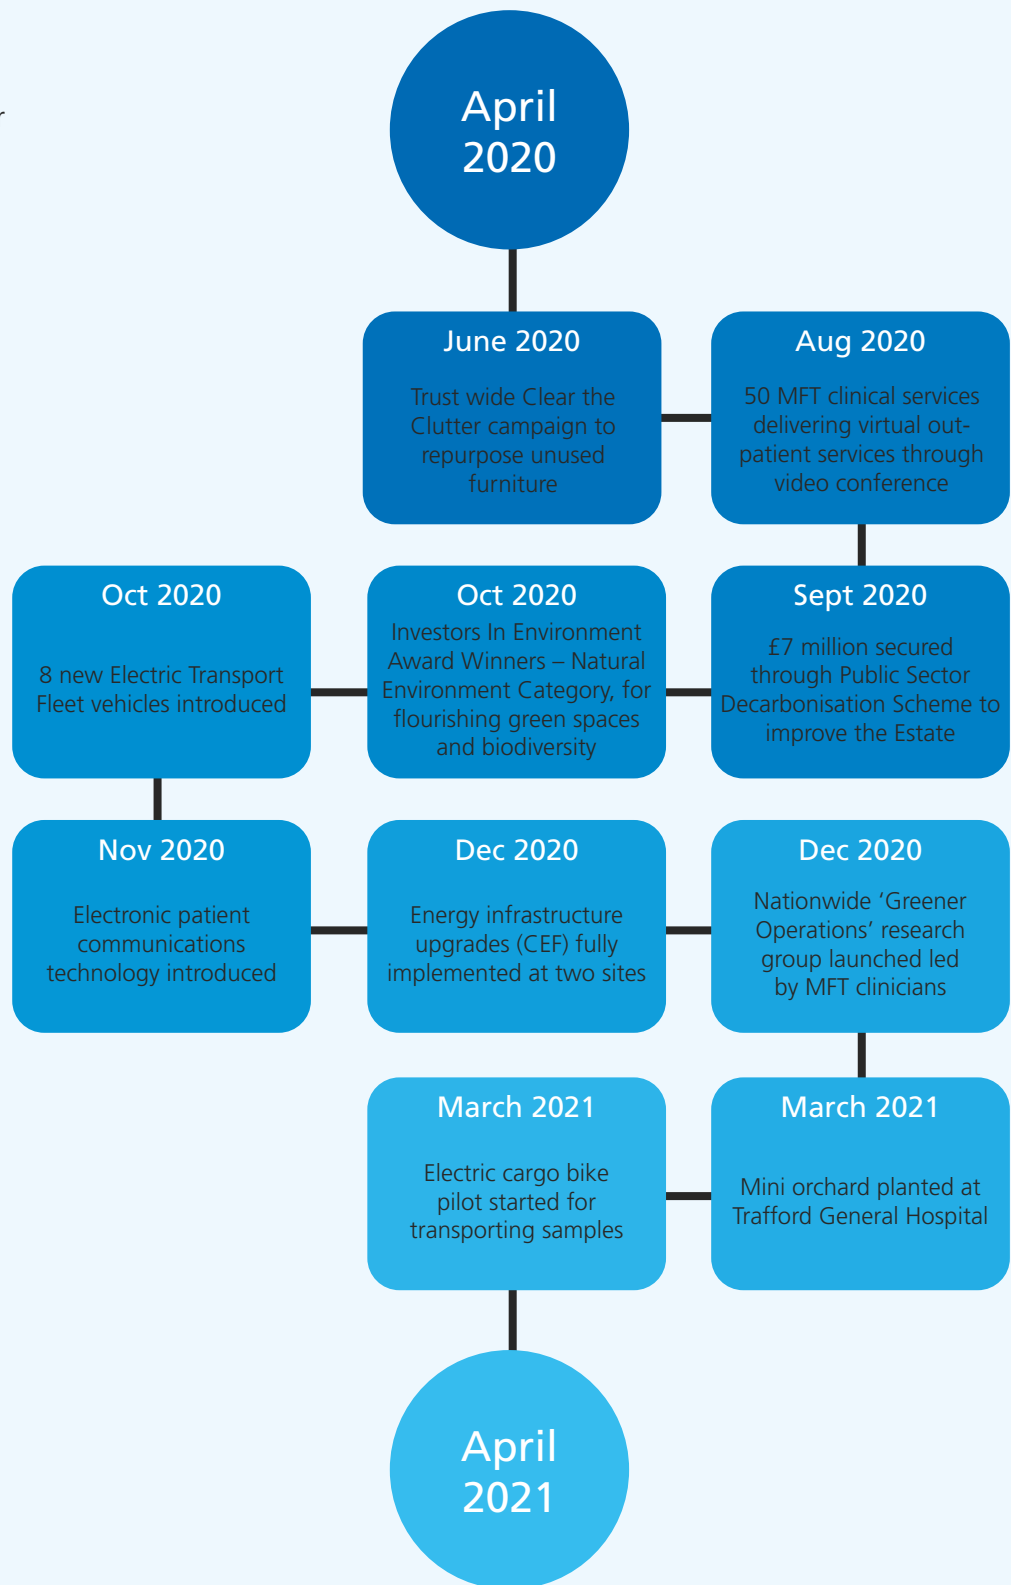 r
April
2020
June 2020
Trust wide Clear the
Clutter campaign to
repurpose unused
furniture
Aug 2020
50 MFT clinical services
delivering virtual out-
patient services through
video conference
Sept 2020
£7 million secured
through Public Sector
Decarbonisation Scheme to
improve the Estate
Oct 2020
Investors In Environment
Award Winners – Natural
Environment Category, for
flourishing green spaces
and biodiversity
Oct 2020
8 new Electric Transport
Fleet vehicles introduced
Nov 2020
Electronic patient
communications
technology introduced
Dec 2020
Energy infrastructure
upgrades (CEF) fully
implemented at two sites
Dec 2020
Nationwide ‘Greener
Operations’ research
group launched led
by MFT clinicians
March 2021
Mini orchard planted at
Trafford General Hospital
March 2021
Electric cargo bike
pilot started for
transporting samples
April
2021